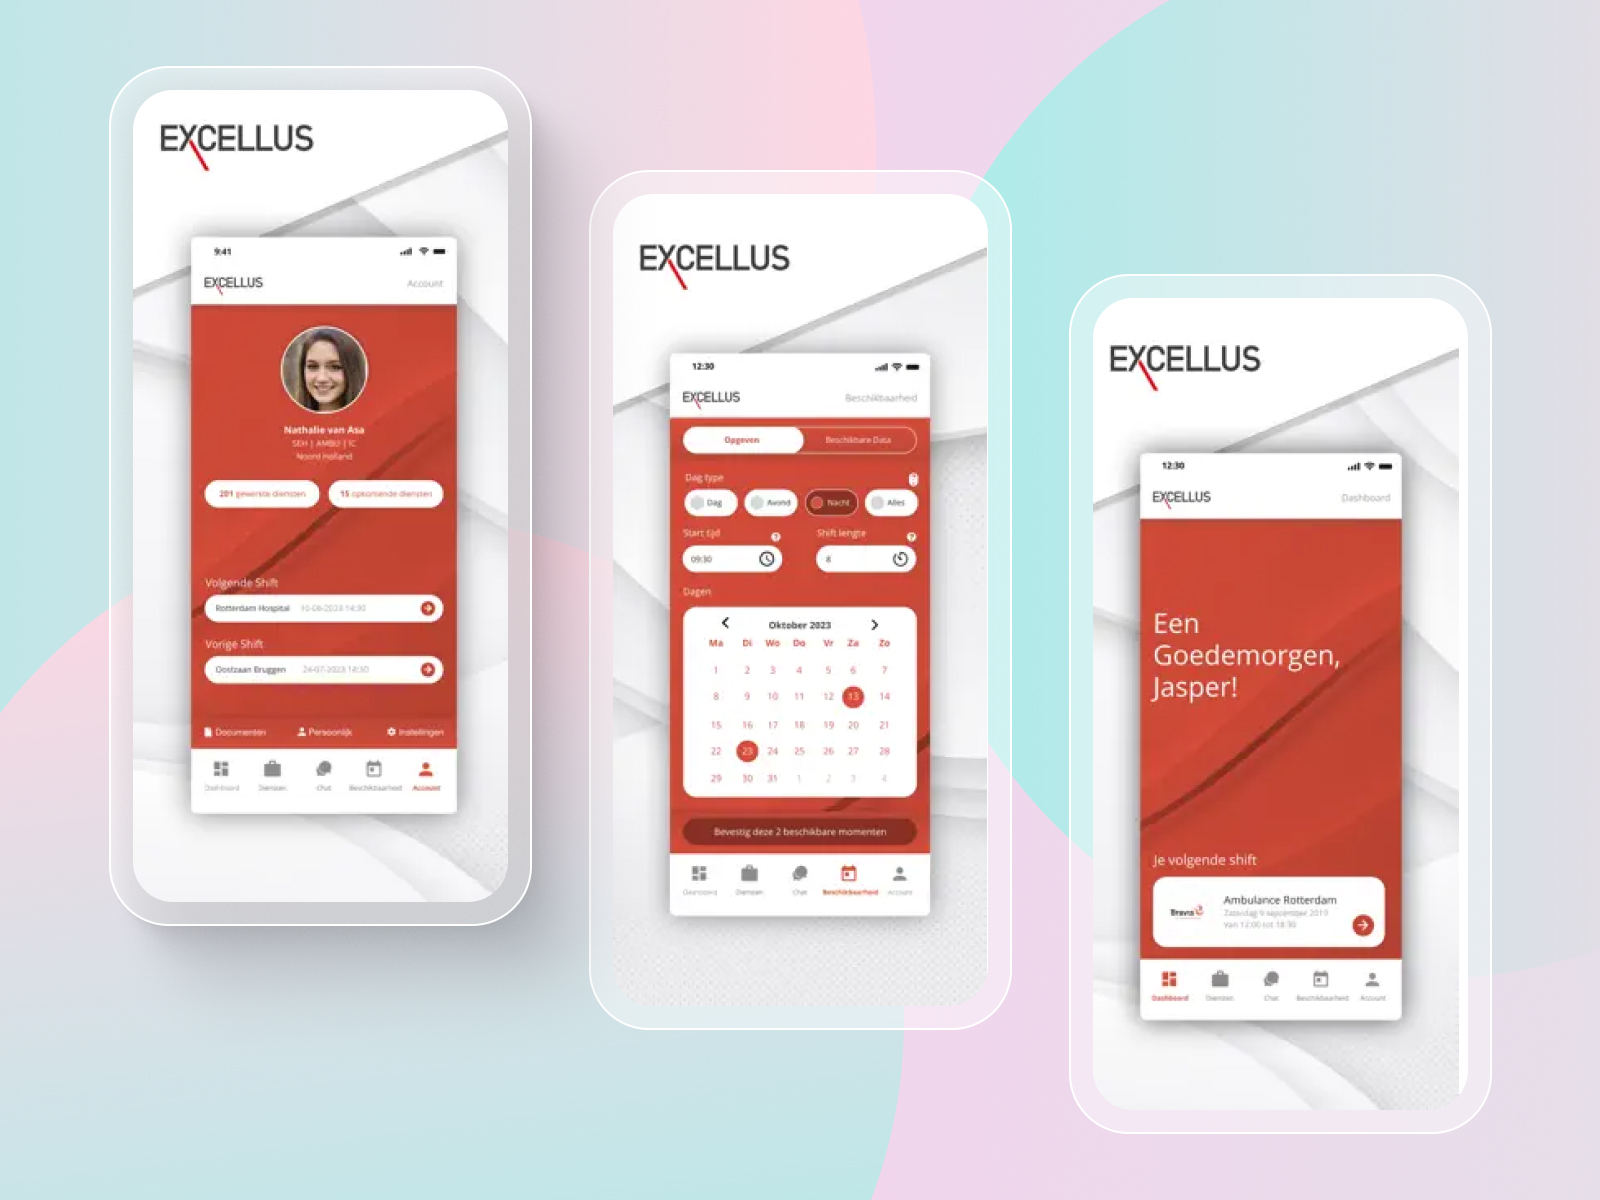 EXCELLUS
9:41
EXCELLUS
Account
Nathalie van Asa
SEH | AMBU | IC
Noord Holland
201 gewerkte diensten
15 opkomende diensten
Volgende Shift
Rotterdam Hospital 10-08-2023 14:30
Vorige Shift
Oostzaan Bruggen 24-07-2023 14:30
Documenten
Persoonlijk
Instellingen
Dashboard
Diensten
Chat
Beschikbaarheid
Account
EXCELLUS
12:30
EXCELLUS
Beschikbaarheid
Opgeven
Beschikbare Data
Dag type
Dag
Avond
Nacht
Alles
Start tijd
?
Shift lengte
?
09:30
8
Dagen
Oktober 2023
Ma Di Wo Do Vr Za Zo
1 2 3 4 5 6 7
8 9 10 11 12 13 14
15 16 17 18 19 20 21
22 23 24 25 26 27 28
29 30 31 1 2 3 4
Bevestig deze 2 beschikbare momenten
Dashboard
Diensten
Chat
Beschikbaarheid
Account
EXCELLUS
12:30
EXCELLUS
Dashboard
Een
Goedemorgen,
Jasper!
Je volgende shift
Bravis
Ambulance Rotterdam
Zaterdag 9 september 2019
Van 12:00 tot 18:30
Dashboard
Diensten
Chat
Beschikbaarheid
Account